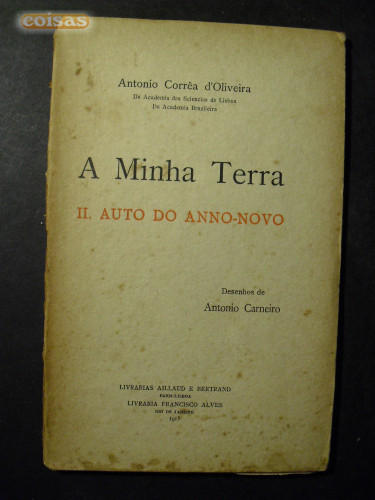 coisas
Antonio Corrêa d'Oliveira
Da Academia das Sciencias de Lisboa
Da Academia Brasileira
A Minha Terra
II. AUTO DO ANNO-NOVO
Desenhos de
Antonio Carneiro
LIVRARIAS AILLAUD E BERTRAND
PARIS-LISBOA
LIVRARIA FRANCISCO ALVES
RIO DE JANEIRO